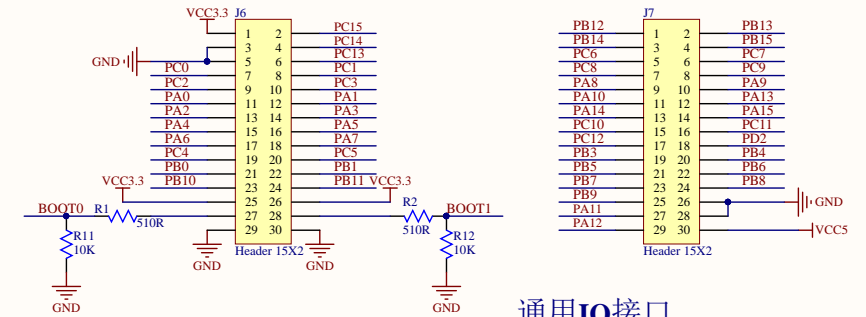 J6
VCC3.3
1 2 PC15
3 4 PC14
GND 5 6 PC13
PC0 7 8 PC1
PC2 9 10 PC3
PA0 11 12 PA1
PA2 13 14 PA3
PA4 15 16 PA5
PA6 17 18 PA7
PC4 19 20 PC5
PB0 21 22 PB1
PB10 23 24 PB11
VCC3.3 25 26 VCC3.3
BOOT0 R1 510R 27 28 R2 510R BOOT1
29 30
R11 10K
R12 10K
GND GND GND GND
Header 15X2
J7
PB12 1 2 PB13
PB14 3 4 PB15
PC6 5 6 PC7
PC8 7 8 PC9
PA8 9 10 PA9
PA10 11 12 PA13
PA14 13 14 PA15
PC10 15 16 PC11
PC12 17 18 PD2
PB3 19 20 PB4
PB5 21 22 PB6
PB7 23 24 PB8
PB9 25 26 GND
PA11 27 28
PA12 29 30 VCC5
Header 15X2
通用IO接口